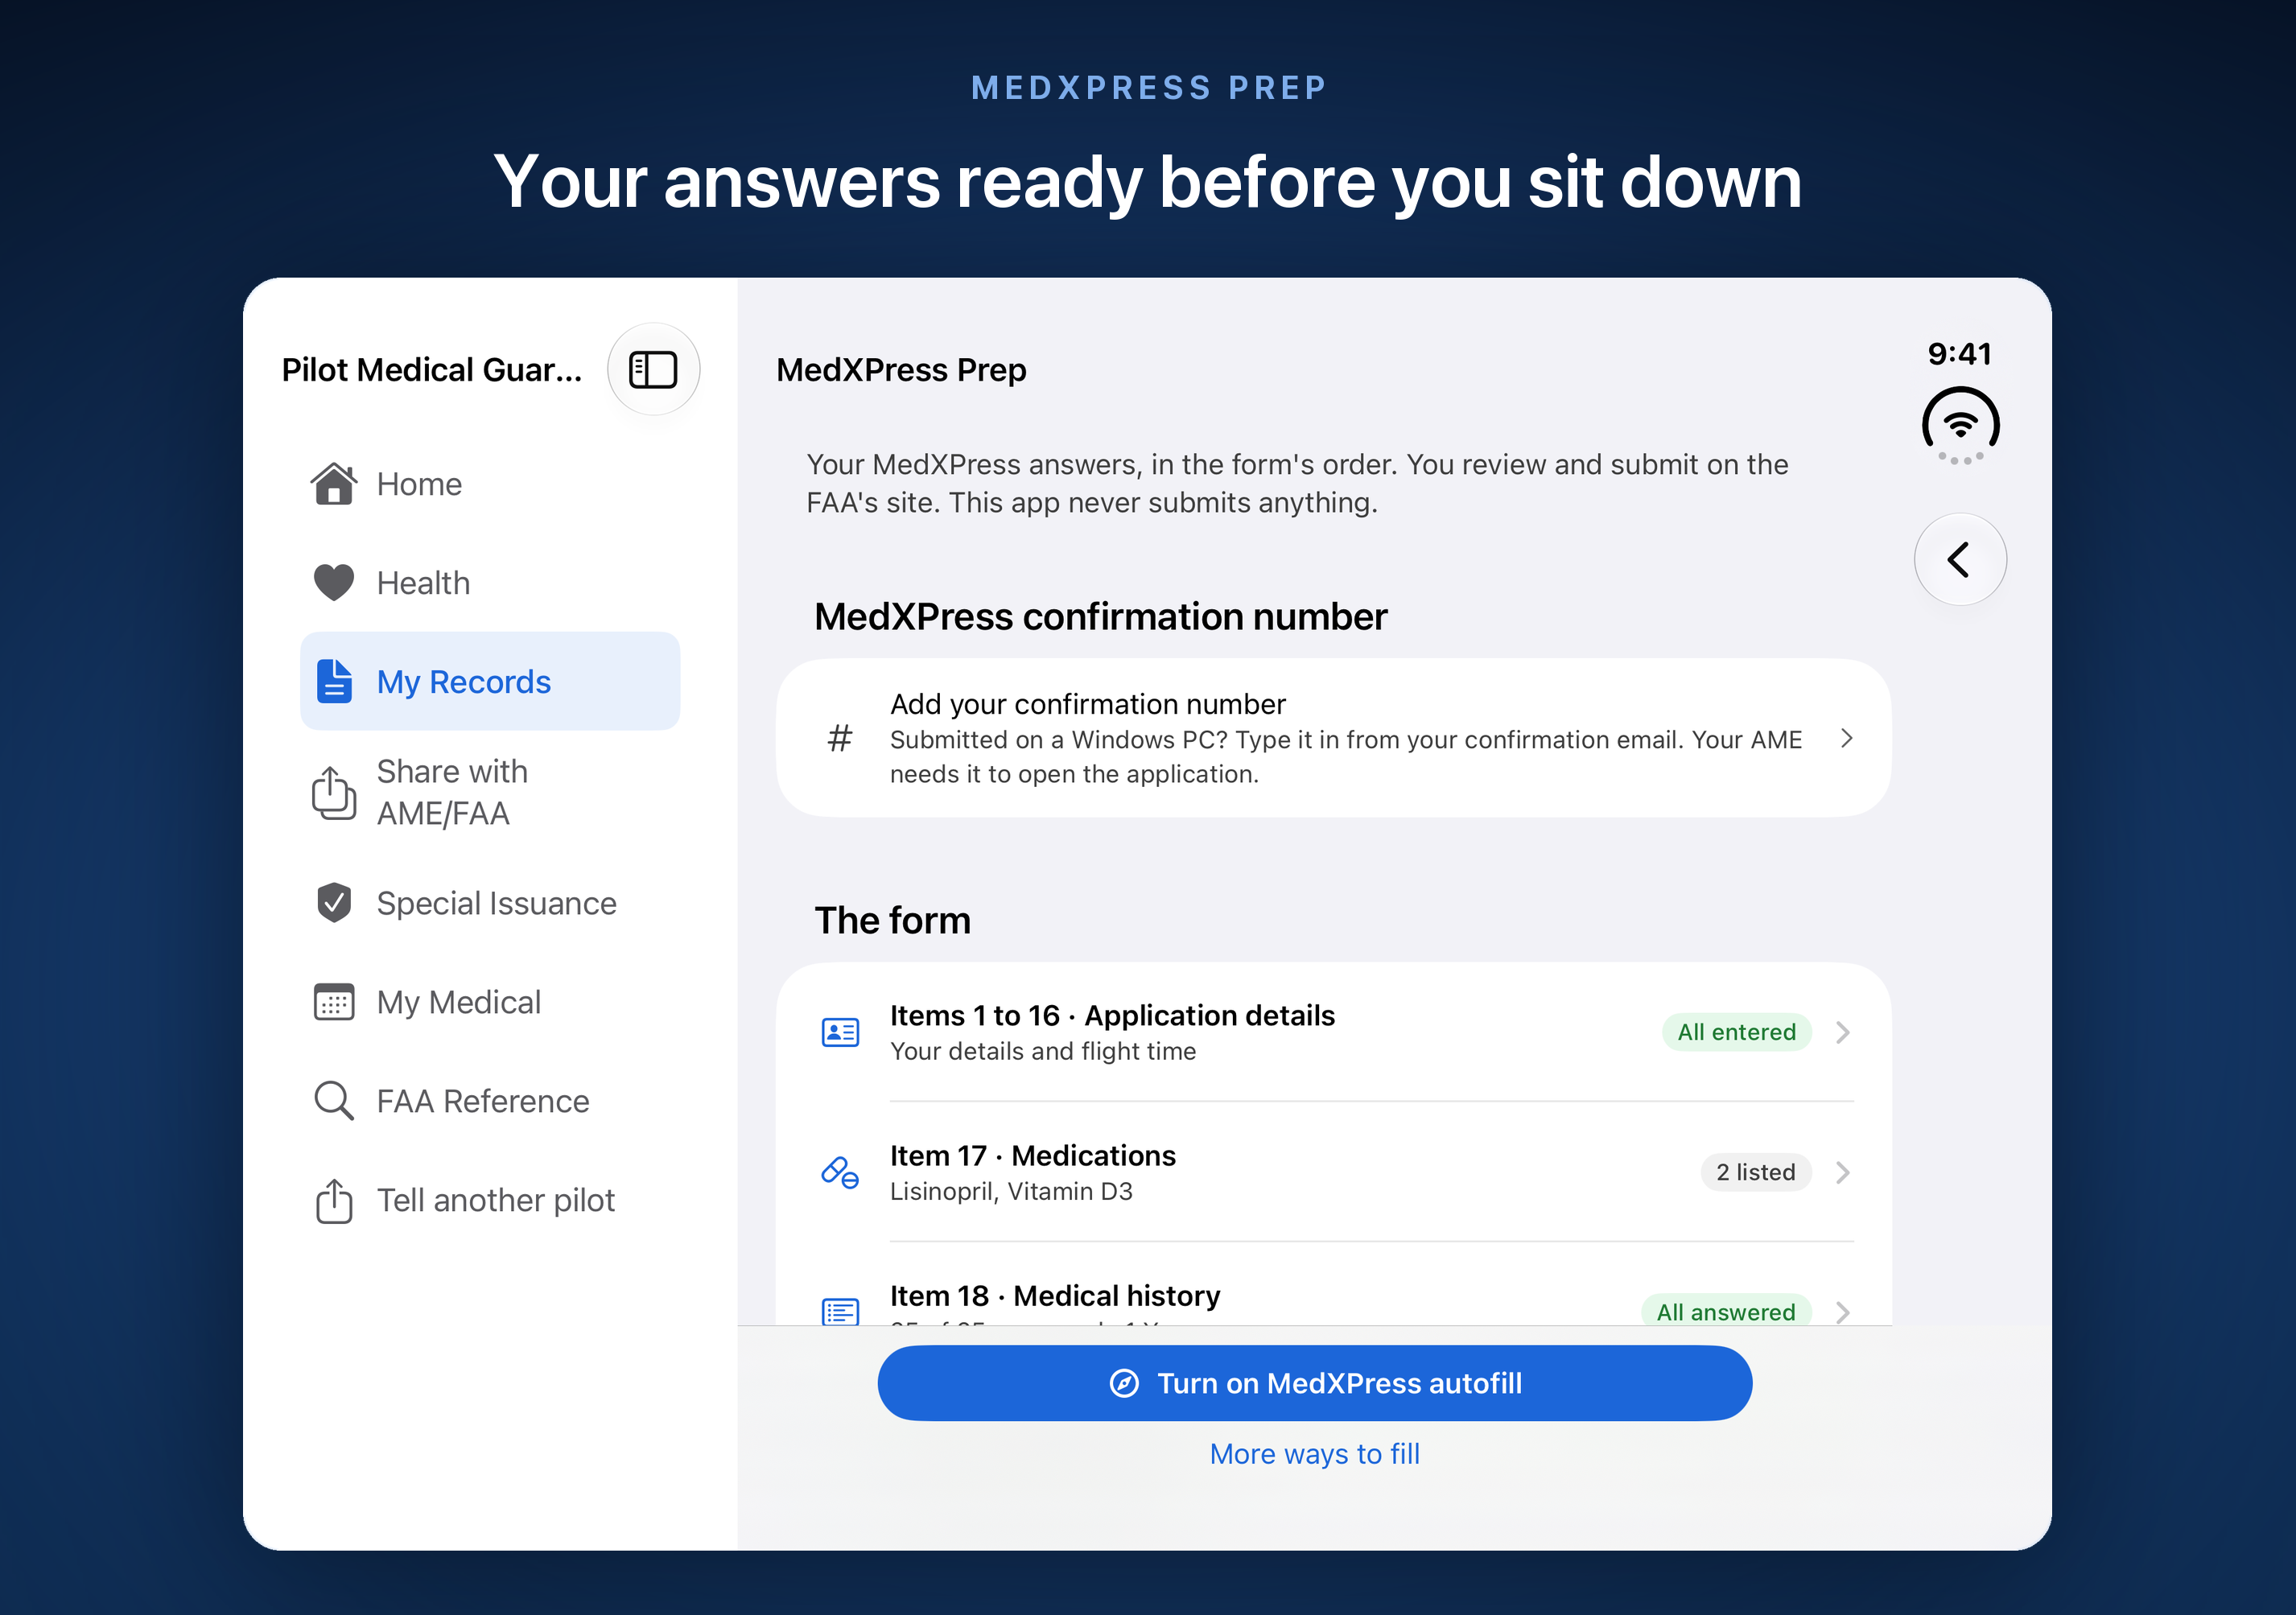 MEDXPRESS PREP
Your answers ready before you sit down
Pilot Medical Guar...
Home
Health
My Records
Share with
AME/FAA
Special Issuance
My Medical
FAA Reference
Tell another pilot
MedXPress Prep
9:41
Your MedXPress answers, in the form's order. You review and submit on the
FAA's site. This app never submits anything.
MedXPress confirmation number
#
Add your confirmation number
Submitted on a Windows PC? Type it in from your confirmation email. Your AME
needs it to open the application.
The form
Items 1 to 16 · Application details
Your details and flight time
All entered
Item 17 · Medications
Lisinopril, Vitamin D3
2 listed
Item 18 · Medical history
All answered
Turn on MedXPress autofill
More ways to fill